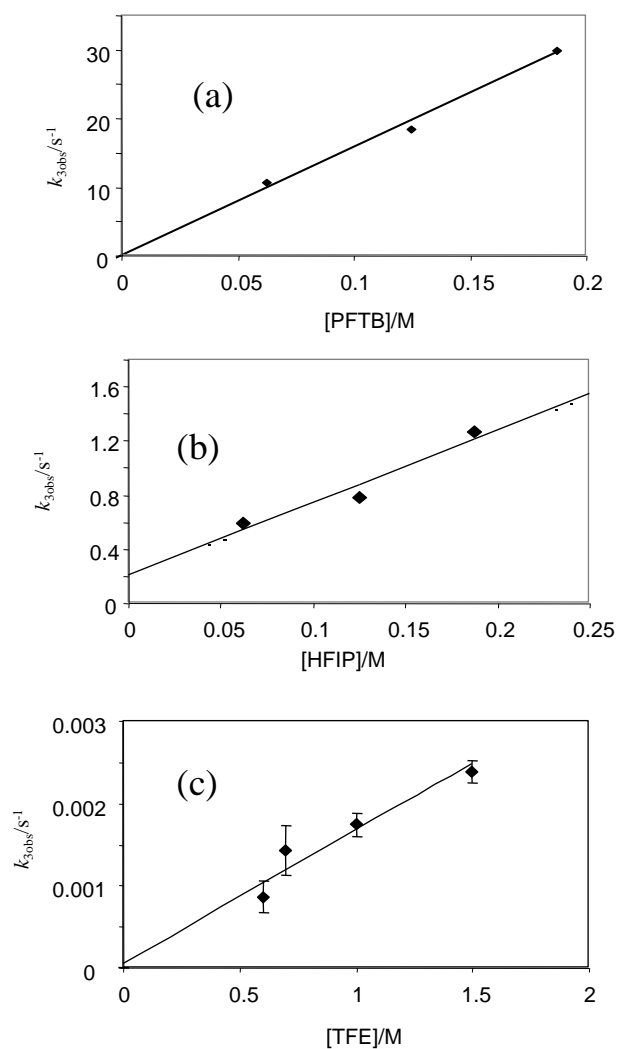 30
(a)
20
k3obs/s-1
10
0
0 0.05 0.1 0.15 0.2
[PFTB]/M
1.6
(b)
1.2
k3obs/s-1
0.8
0.4
0
0 0.05 0.1 0.15 0.2 0.25
[HFIP]/M
0.003
(c)
0.002
k3obs/s-1
0.001
0
0 0.5 1 1.5 2
[TFE]/M